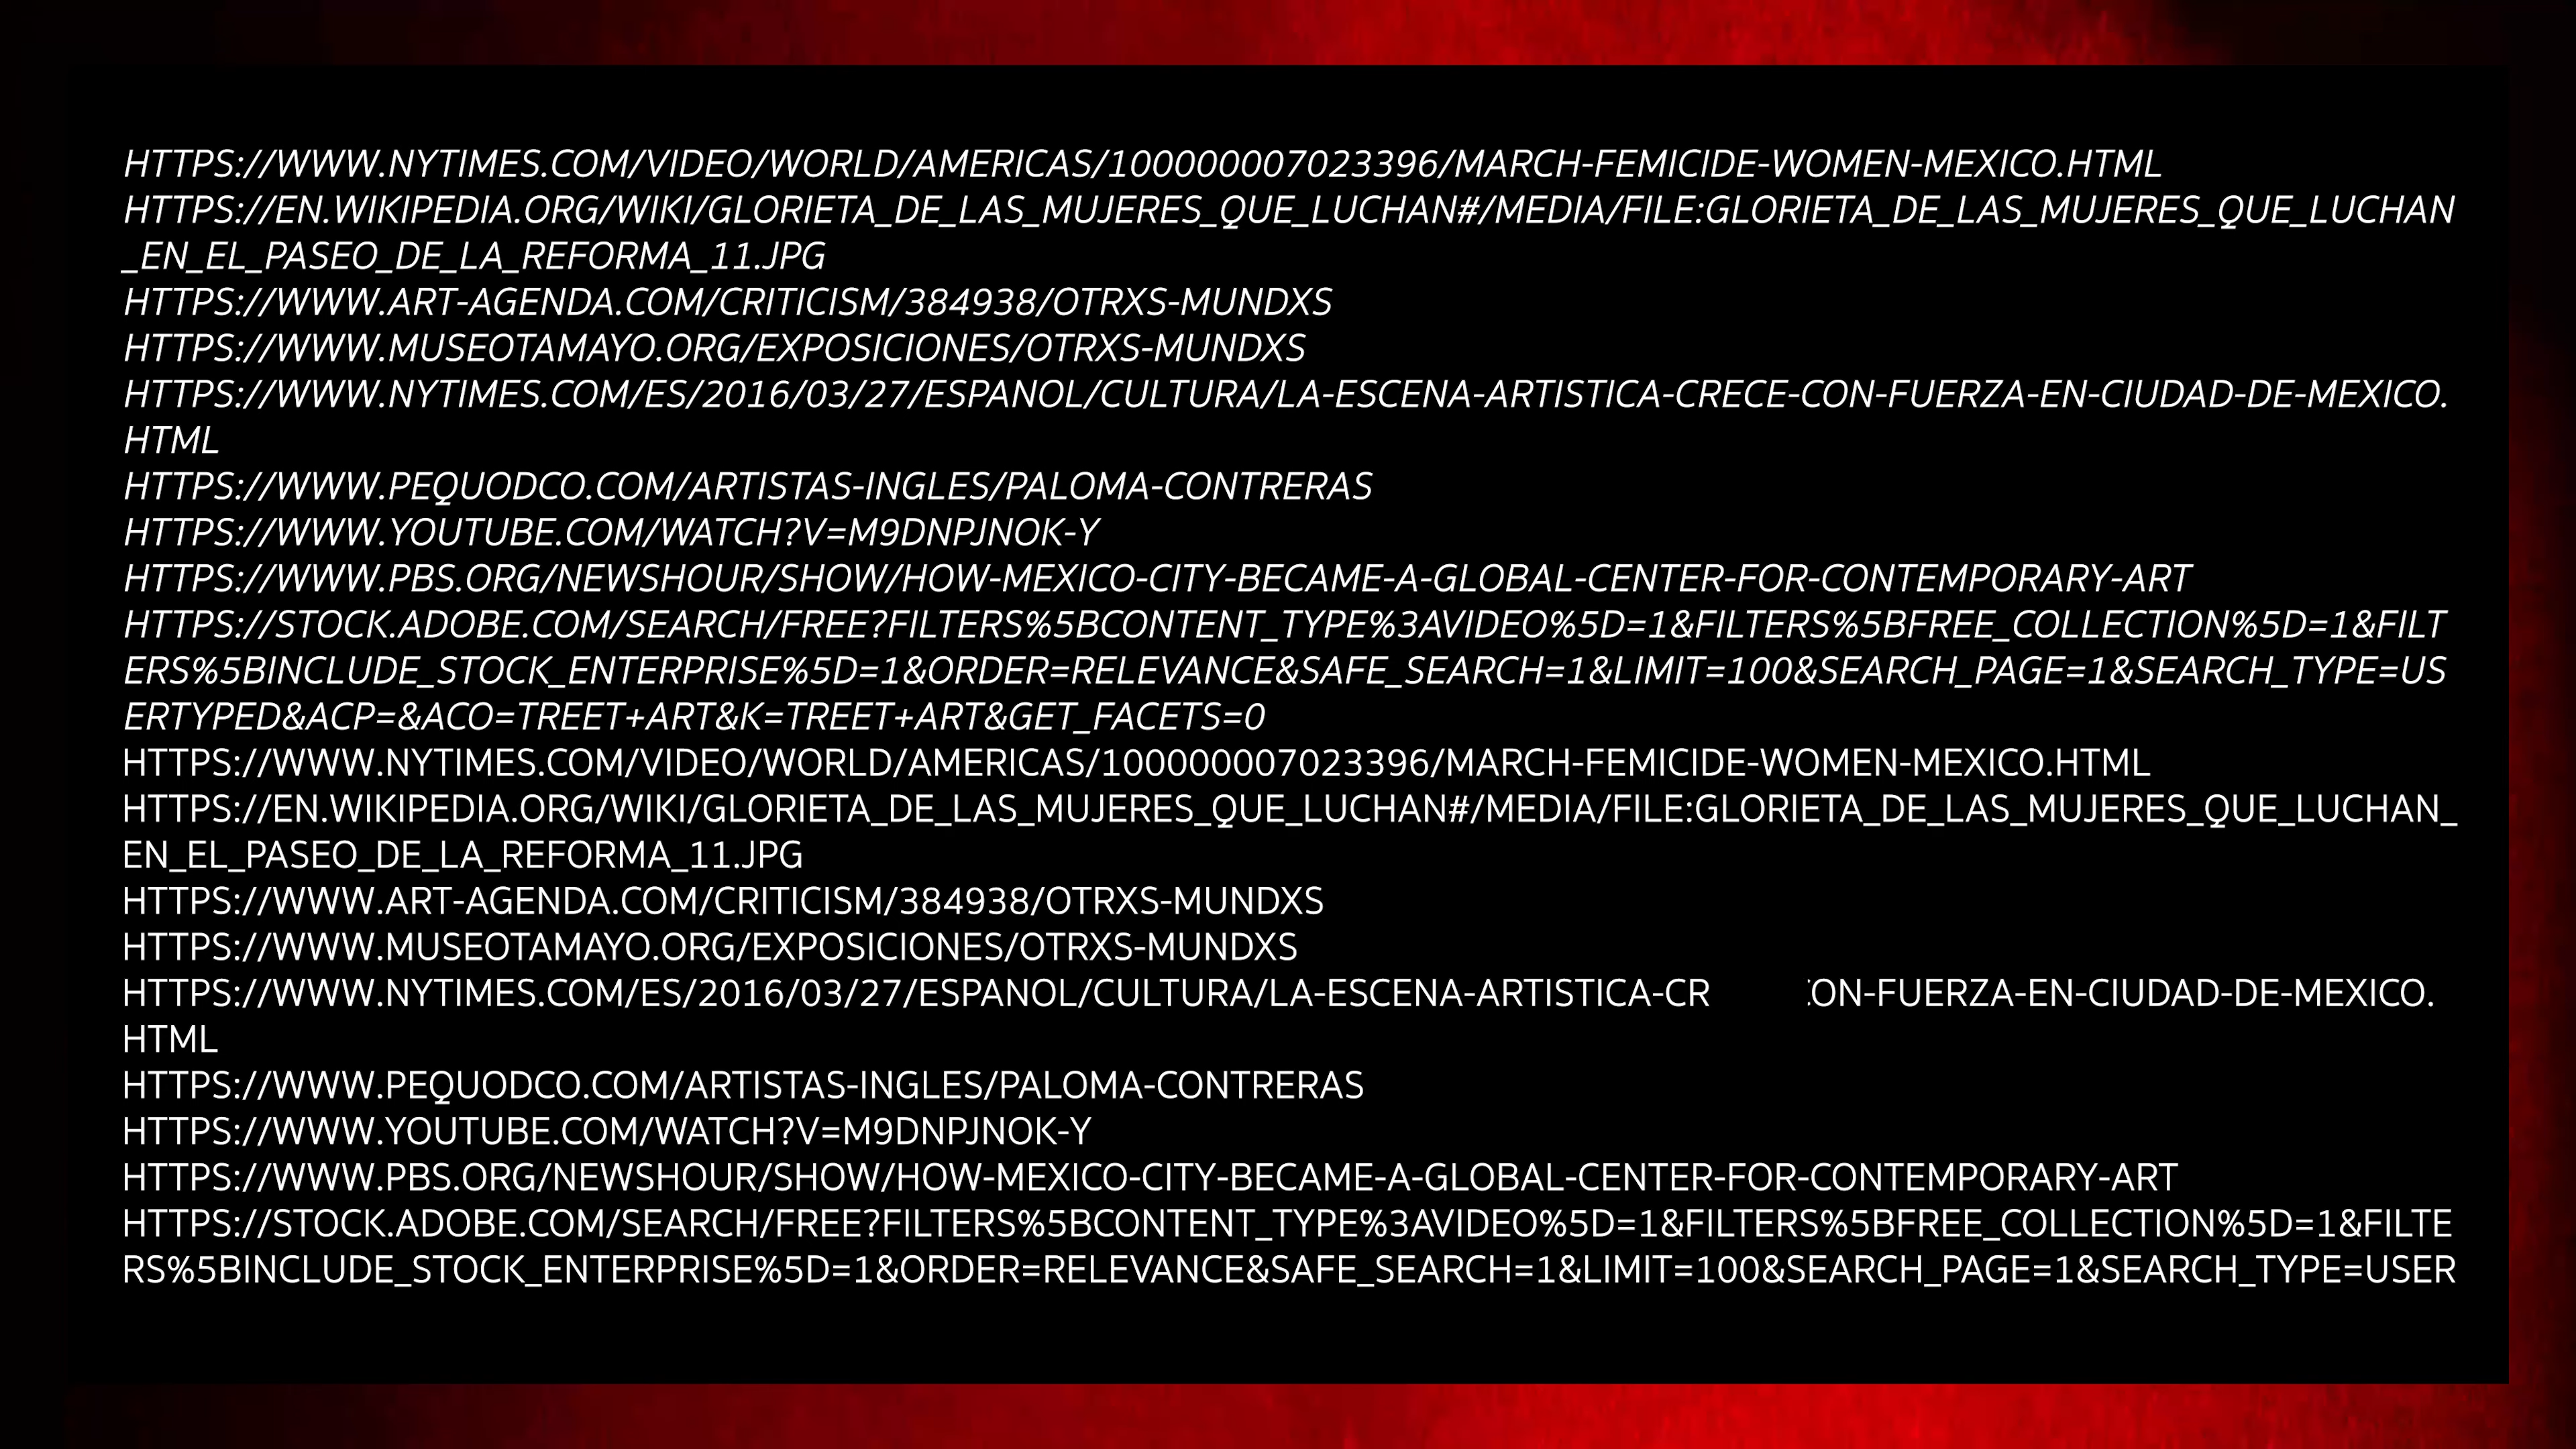 HTTPS://WWW.NYTIMES.COM/VIDEO/WORLD/AMERICAS/100000007023396/MARCH-FEMICIDE-WOMEN-MEXICO.HTML
HTTPS://EN.WIKIPEDIA.ORG/WIKI/GLORIETA_DE_LAS_MUJERES_QUE_LUCHAN#/MEDIA/FILE:GLORIETA_DE_LAS_MUJERES_QUE_LUCHAN
_EN_EL_PASEO_DE_LA_REFORMA_11.JPG
HTTPS://WWW.ART-AGENDA.COM/CRITICISM/384938/OTRXS-MUNDXS
HTTPS://WWW.MUSEOTAMAYO.ORG/EXPOSICIONES/OTRXS-MUNDXS
HTTPS://WWW.NYTIMES.COM/ES/2016/03/27/ESPANOL/CULTURA/LA-ESCENA-ARTISTICA-CRECE-CON-FUERZA-EN-CIUDAD-DE-MEXICO.
HTML
HTTPS://WWW.PEQUODCO.COM/ARTISTAS-INGLES/PALOMA-CONTRERAS
HTTPS://WWW.YOUTUBE.COM/WATCH?V=M9DNPJNOK-Y
HTTPS://WWW.PBS.ORG/NEWSHOUR/SHOW/HOW-MEXICO-CITY-BECAME-A-GLOBAL-CENTER-FOR-CONTEMPORARY-ART
HTTPS://STOCK.ADOBE.COM/SEARCH/FREE?FILTERS%5BCONTENT_TYPE%3AVIDEO%5D=1&FILTERS%5BFREE_COLLECTION%5D=1&FILT
ERS%5BINCLUDE_STOCK_ENTERPRISE%5D=1&ORDER=RELEVANCE&SAFE_SEARCH=1&LIMIT=100&SEARCH_PAGE=1&SEARCH_TYPE=US
ERTYPED&ACP=&ACO=TREET+ART&K=TREET+ART&GET_FACETS=0
HTTPS://WWW.NYTIMES.COM/VIDEO/WORLD/AMERICAS/100000007023396/MARCH-FEMICIDE-WOMEN-MEXICO.HTML
HTTPS://EN.WIKIPEDIA.ORG/WIKI/GLORIETA_DE_LAS_MUJERES_QUE_LUCHAN#/MEDIA/FILE:GLORIETA_DE_LAS_MUJERES_QUE_LUCHAN_
EN_EL_PASEO_DE_LA_REFORMA_11.JPG
HTTPS://WWW.ART-AGENDA.COM/CRITICISM/384938/OTRXS-MUNDXS
HTTPS://WWW.MUSEOTAMAYO.ORG/EXPOSICIONES/OTRXS-MUNDXS
HTTPS://WWW.NYTIMES.COM/ES/2016/03/27/ESPANOL/CULTURA/LA-ESCENA-ARTISTICA-CR ON-FUERZA-EN-CIUDAD-DE-MEXICO.
HTML
HTTPS://WWW.PEQUODCO.COM/ARTISTAS-INGLES/PALOMA-CONTRERAS
HTTPS://WWW.YOUTUBE.COM/WATCH?V=M9DNPJNOK-Y
HTTPS://WWW.PBS.ORG/NEWSHOUR/SHOW/HOW-MEXICO-CITY-BECAME-A-GLOBAL-CENTER-FOR-CONTEMPORARY-ART
HTTPS://STOCK.ADOBE.COM/SEARCH/FREE?FILTERS%5BCONTENT_TYPE%3AVIDEO%5D=1&FILTERS%5BFREE_COLLECTION%5D=1&FILTE
RS%5BINCLUDE_STOCK_ENTERPRISE%5D=1&ORDER=RELEVANCE&SAFE_SEARCH=1&LIMIT=100&SEARCH_PAGE=1&SEARCH_TYPE=USER